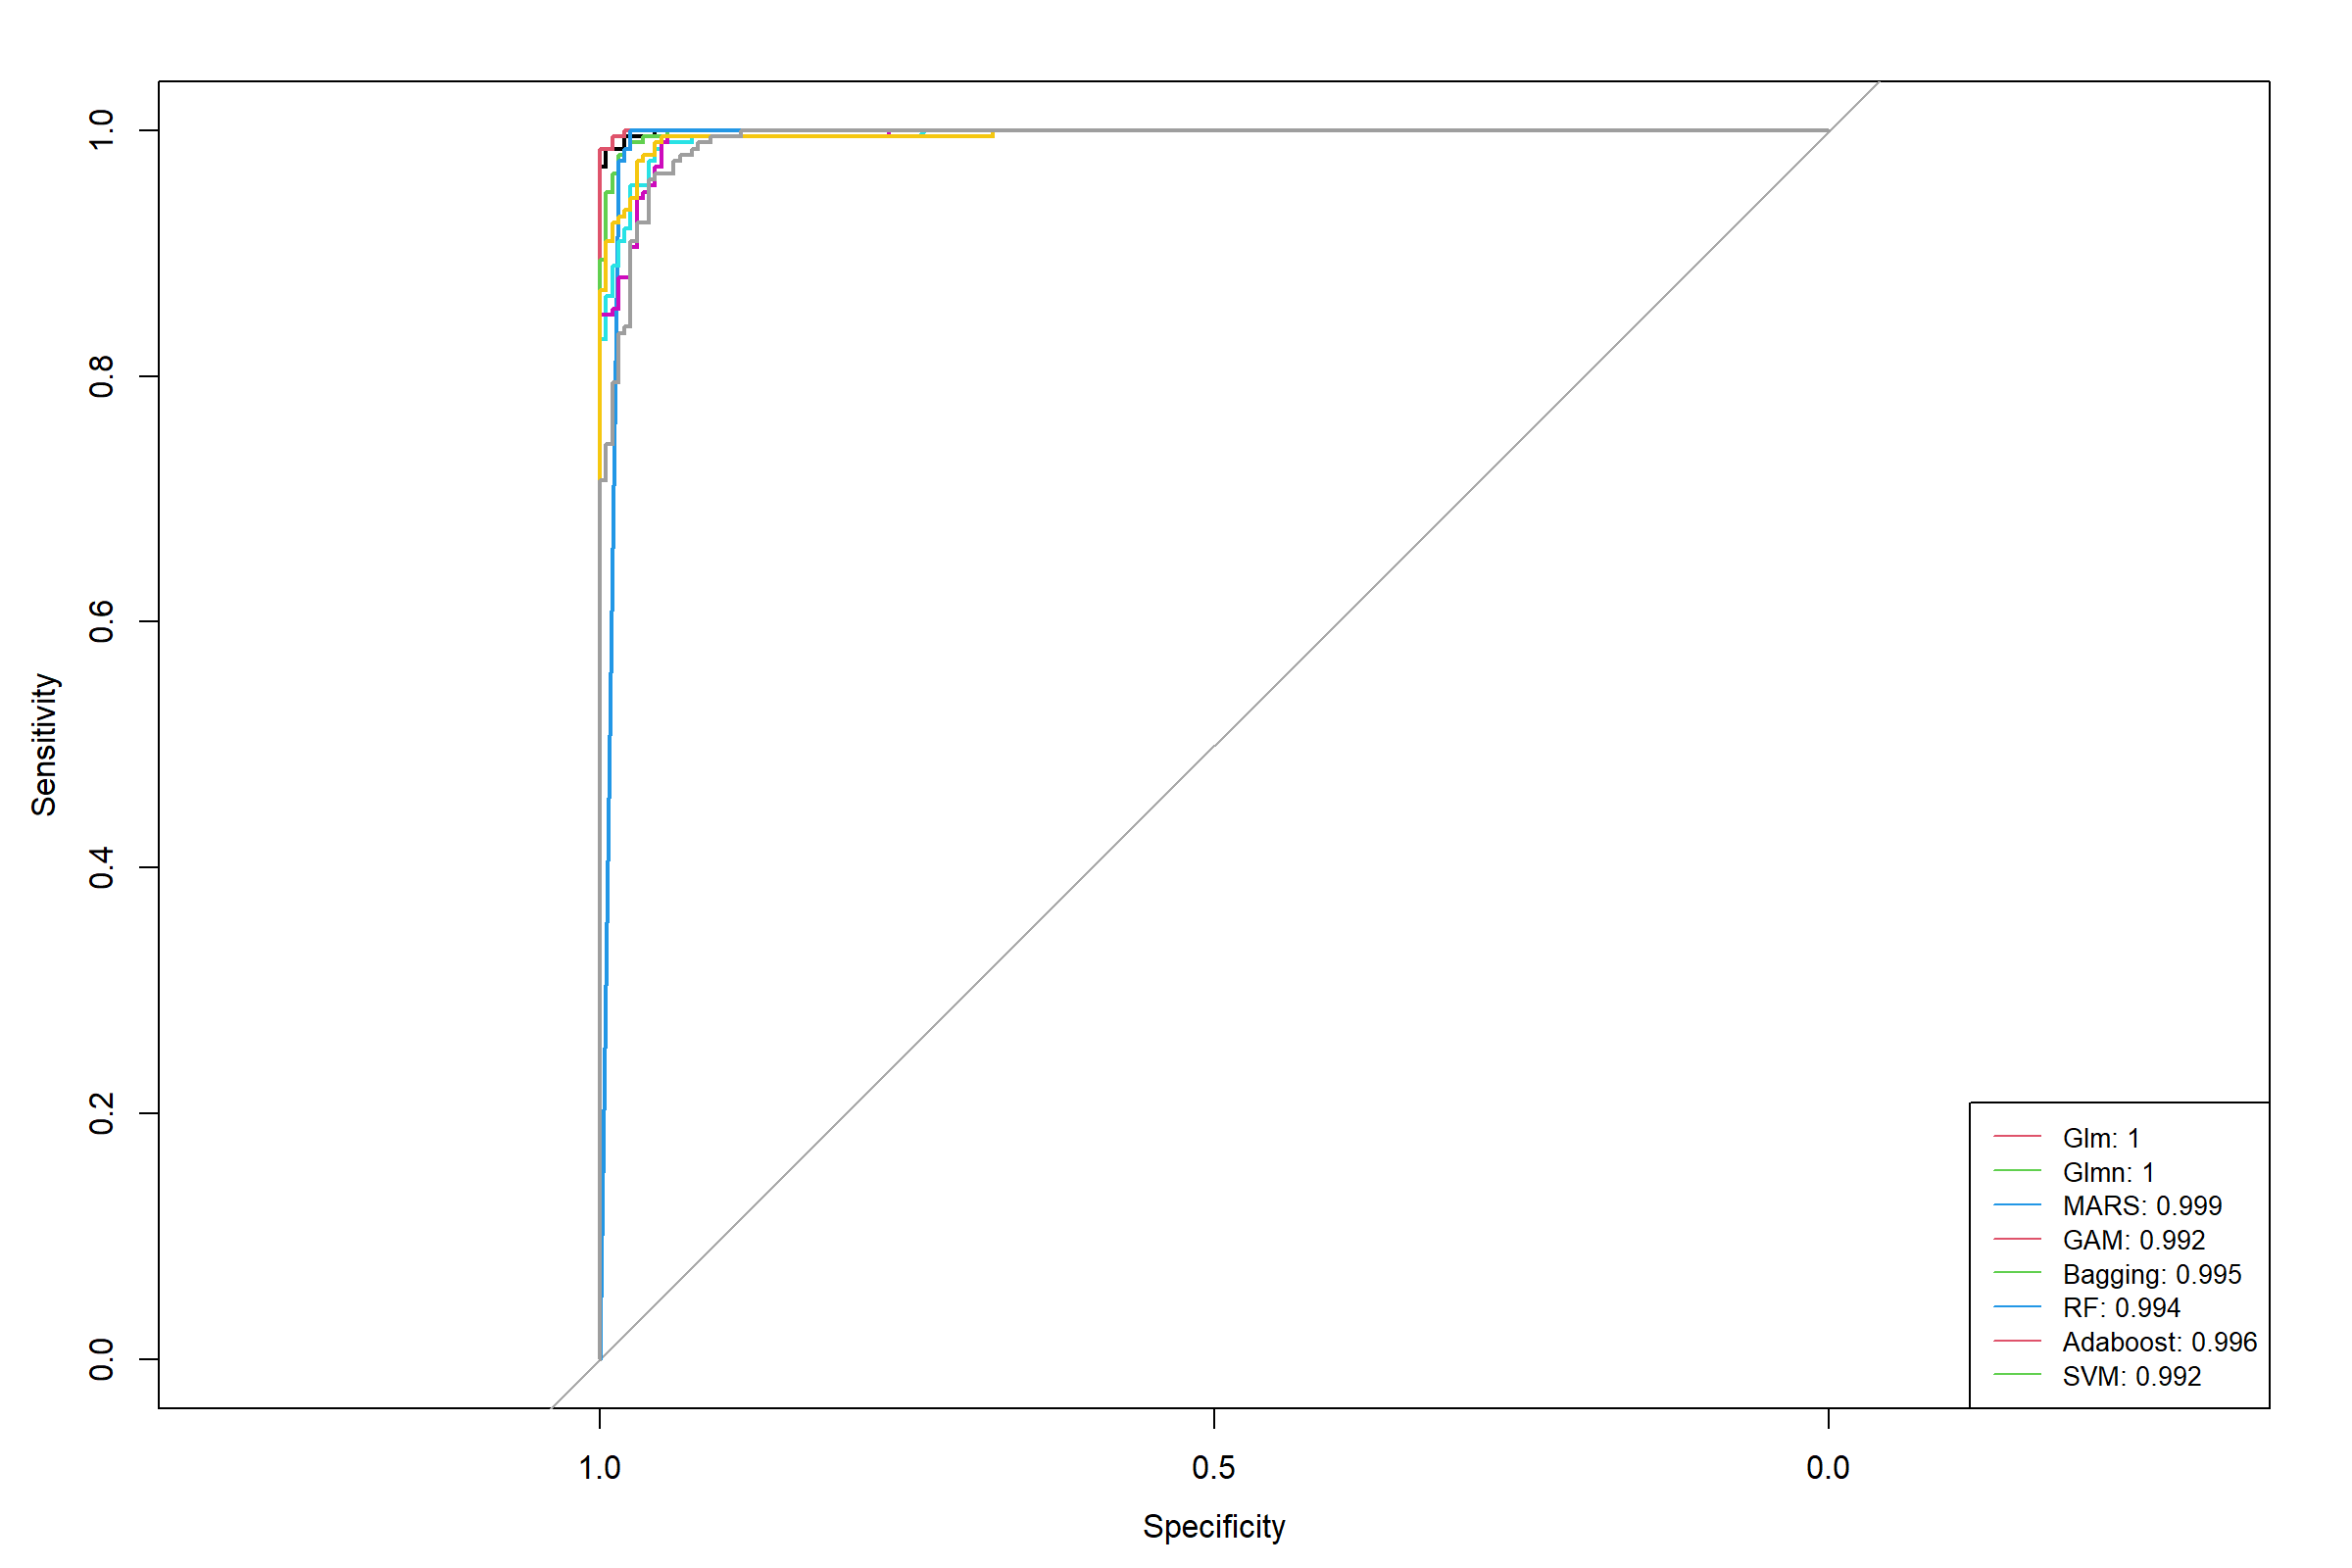 1.0
0.8
0.6
0.4
0.2
0.0
Sensitivity
1.0 0.5 0.0
Specificity
Glm: 1
Glmn: 1
MARS: 0.999
GAM: 0.992
Bagging: 0.995
RF: 0.994
Adaboost: 0.996
SVM: 0.992